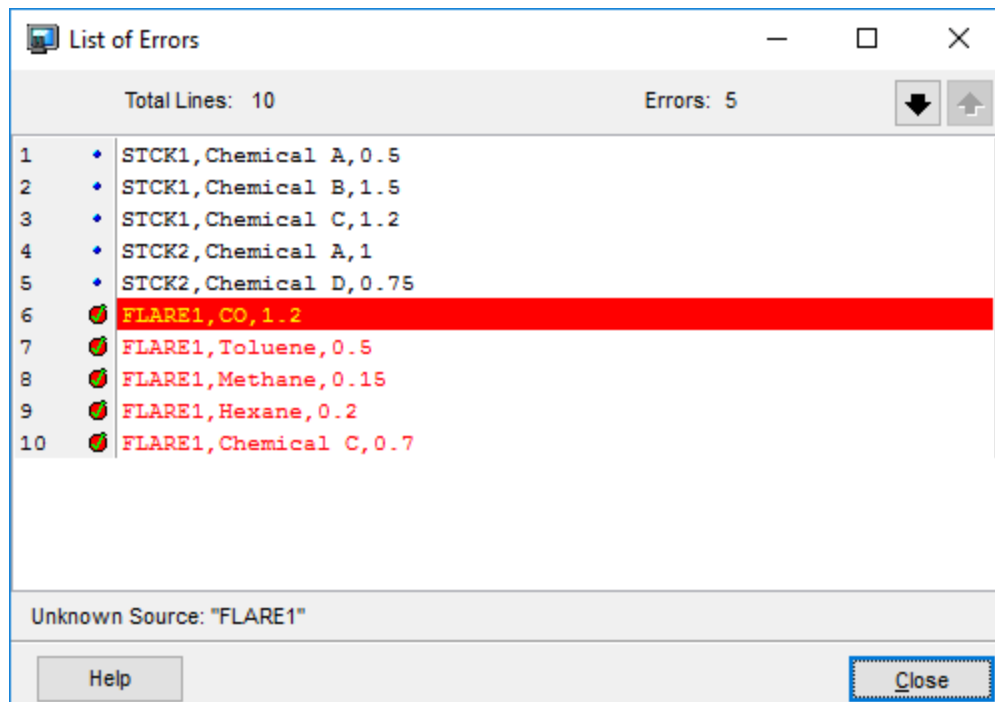 List of Errors
Total Lines: 10 Errors: 5
1 STCK1,Chemical A,0.5
2 STCK1,Chemical B,1.5
3 STCK1,Chemical C,1.2
4 STCK2,Chemical A,1
5 STCK2,Chemical D,0.75
6 FLARE1,CO,1.2
7 FLARE1,Toluene,0.5
8 FLARE1,Methane,0.15
9 FLARE1,Hexane,0.2
10 FLARE1,Chemical C,0.7
Unknown Source: "FLARE1"
Help Close